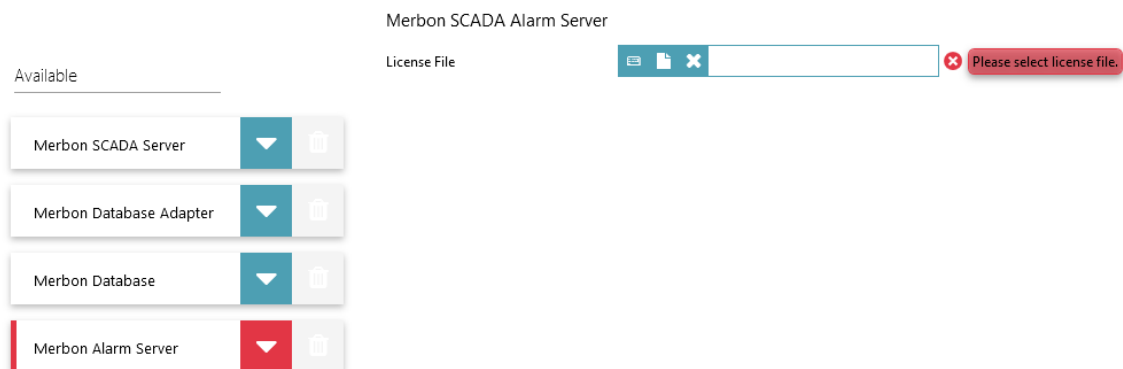 Merbon SCADA Alarm Server
License File
Please select license file.
Available
Merbon SCADA Server
Merbon Database Adapter
Merbon Database
Merbon Alarm Server